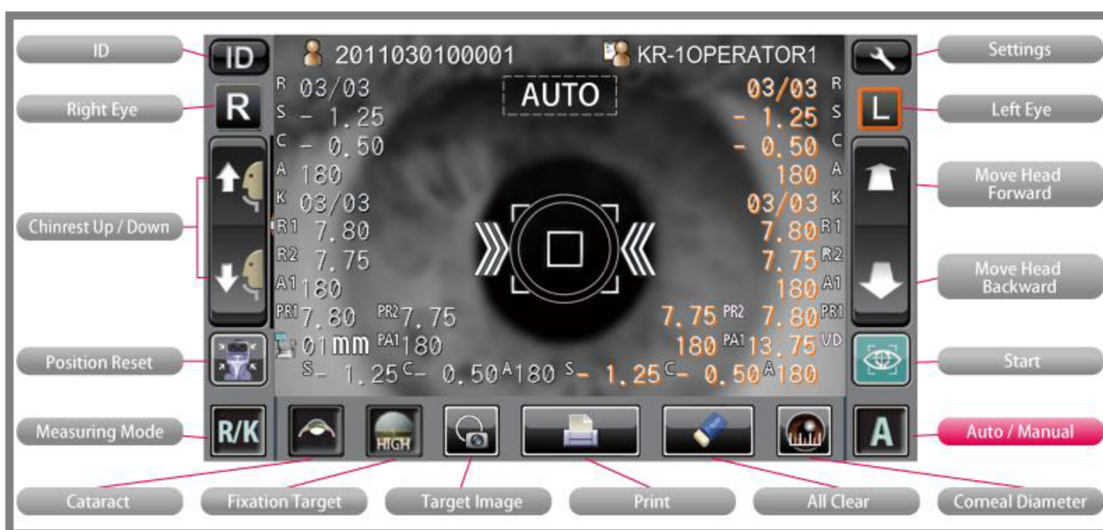 ID
Right Eye
Chinrest Up / Down
Position Reset
Measuring Mode
ID
2011030100001
KR-1OPERATOR1
R
L
AUTO
R 03/03
S - 1.25
C - 0.50
A 180
K 03/03
R1 7.80
R2 7.75
A1 180
PR1 7.80 PR2 7.75
01mm PA1 180
03/03 R
- 1.25 S
- 0.50 C
180 A
03/03 K
7.80 R1
7.75 R2
180 A1
7.75 PR2 7.80 PR1
180 PA1 13.75 VD
S - 1.25 C - 0.50 A 180 S - 1.25 C - 0.50 A 180
R/K
HIGH
A
Settings
Left Eye
Move Head
Forward
Move Head
Backward
Start
Auto / Manual
Cataract
Fixation Target
Target Image
Print
All Clear
Corneal Diameter